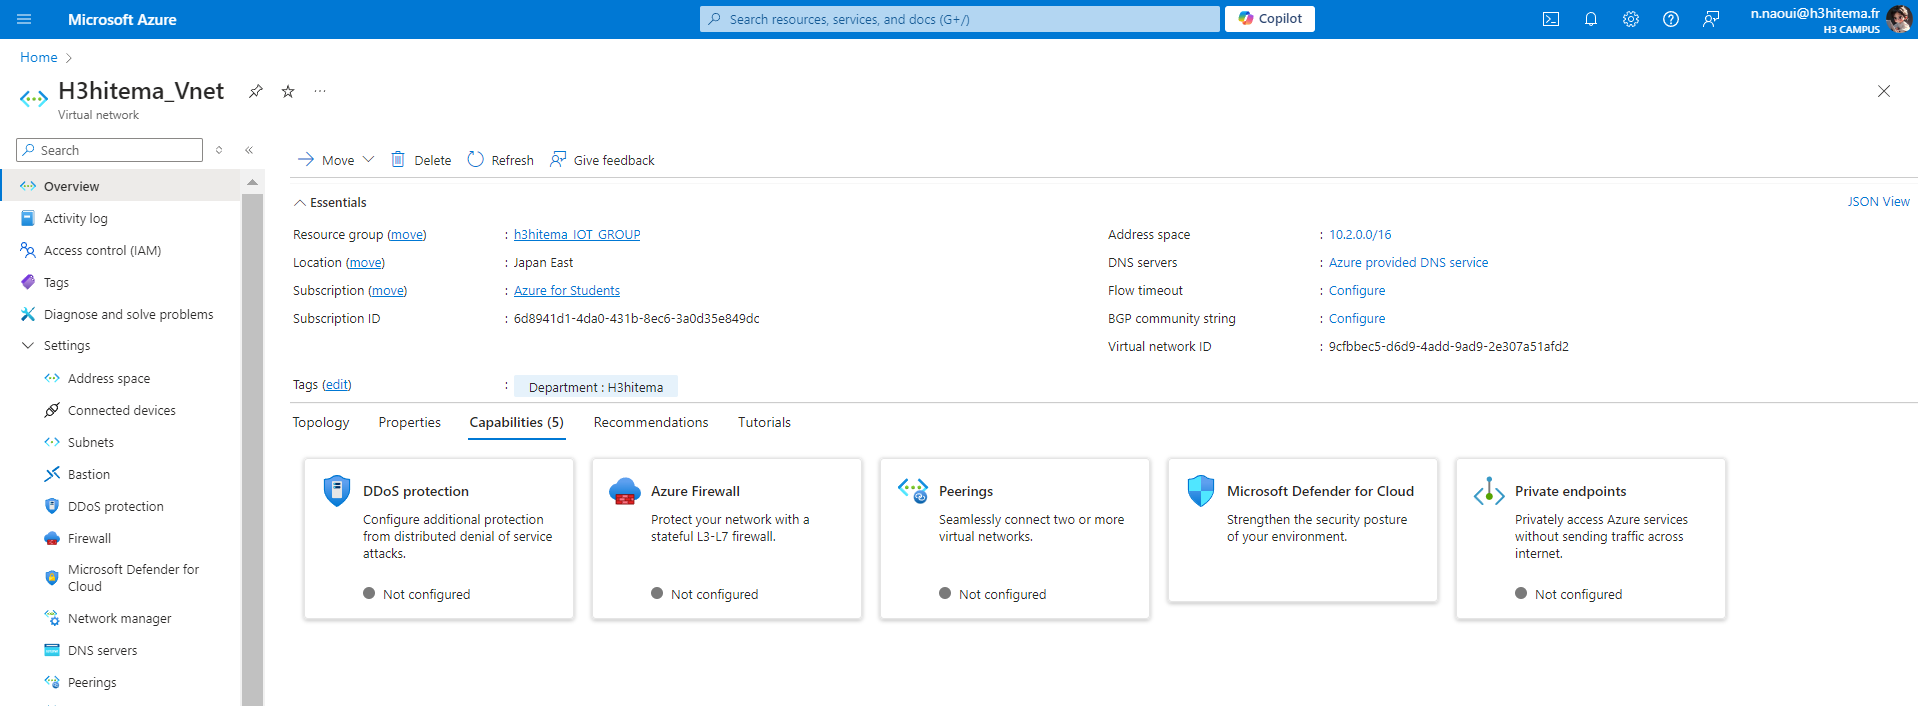 Microsoft Azure
Search resources, services, and docs (G+/)
Copilot
n.naoui@h3hitema.fr
H3 CAMPUS
Home
H3hitema_Vnet
Virtual network
Search
Move
Delete
Refresh
Give feedback
Overview
Activity log
Access control (IAM)
Tags
Diagnose and solve problems
Settings
Address space
Connected devices
Subnets
Bastion
DDoS protection
Firewall
Microsoft Defender for
Cloud
Network manager
DNS servers
Peerings
Essentials
JSON View
Resource group (move) : h3hitema_IOT_GROUP
Location (move) : Japan East
Subscription (move) : Azure for Students
Subscription ID : 6d8941d1-4da0-431b-8ec6-3a0d35e849dc
Address space : 10.2.0.0/16
DNS servers : Azure provided DNS service
Flow timeout : Configure
BGP community string : Configure
Virtual network ID : 9cfbbec5-d6d9-4add-9ad9-2e307a51afd2
Tags (edit) : Department : H3hitema
Topology Properties Capabilities (5) Recommendations Tutorials
DDoS protection
Configure additional protection
from distributed denial of service
attacks.
Not configured
Azure Firewall
Protect your network with a
stateful L3-L7 firewall.
Not configured
Peerings
Seamlessly connect two or more
virtual networks.
Not configured
Microsoft Defender for Cloud
Strengthen the security posture
of your environment.
Private endpoints
Privately access Azure services
without sending traffic across
internet.
Not configured